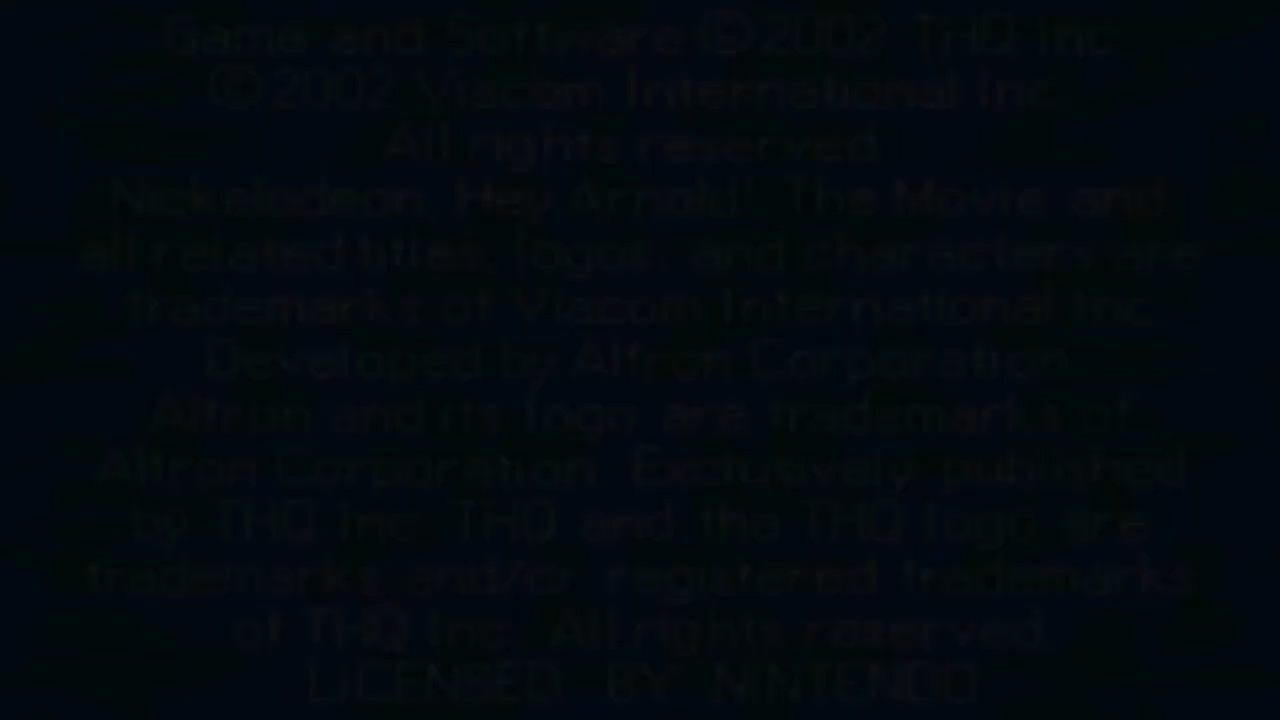 Game and Software ©2002 THQ Inc.
©2002 Viacom International Inc.
All rights reserved.
Nickelodeon, Hey Arnold! The Movie and
all related titles, logos, and characters are
trademarks of Viacom International Inc.
Developed by Altron Corporation.
Altron and its logo are trademarks of
Altron Corporation. Exclusively published
by THQ Inc. THQ and the THQ logo are
trademarks and/or registered trademarks
of THQ Inc. All rights reserved.
LICENSED BY NINTENDO